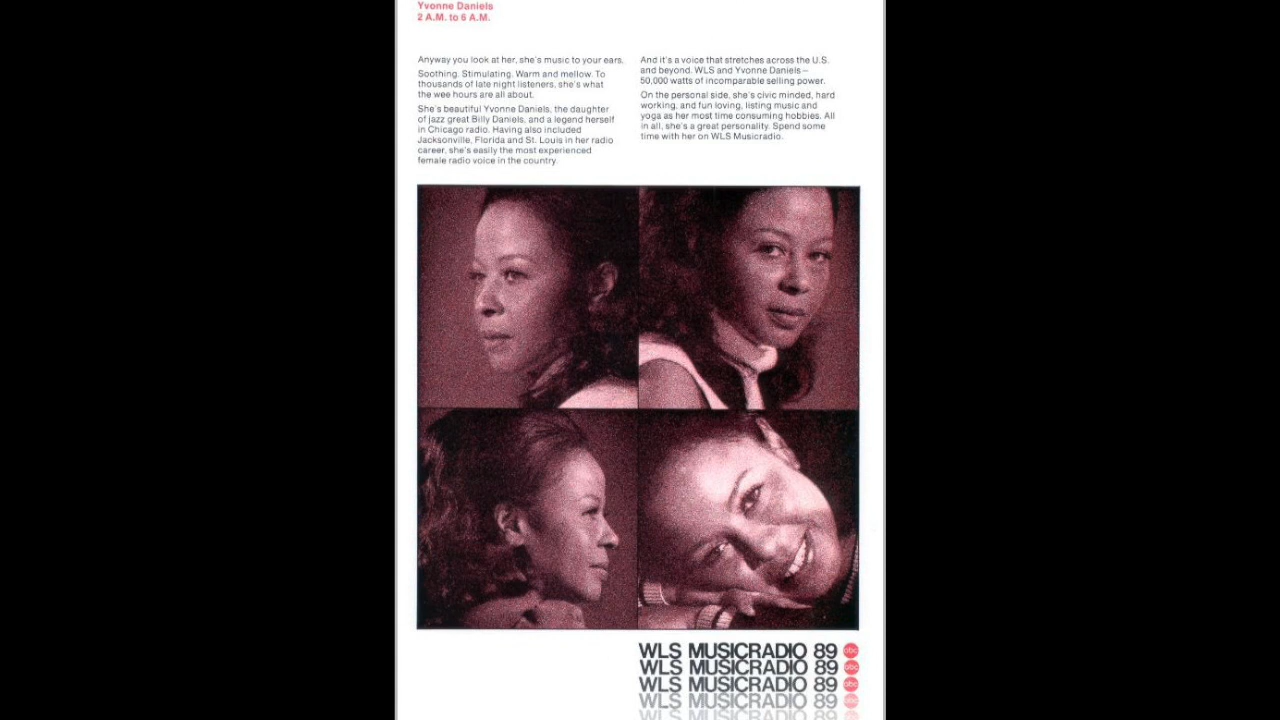 Yvonne Daniels
2 A.M. to 6 A.M.
Anyway you look at her, she's music to your ears.
Soothing. Stimulating. Warm and mellow. To
thousands of late night listeners, she's what
the wee hours are all about.
She's beautiful Yvonne Daniels, the daughter
of jazz great Billy Daniels, and a legend herself
in Chicago radio. Having also included
Jacksonville, Florida and St. Louis in her radio
career, she's easily the most experienced
female radio voice in the country.
And it's a voice that stretches across the U.S.
and beyond. WLS and Yvonne Daniels—
50,000 watts of incomparable selling power.
On the personal side, she's civic minded, hard
working, and fun loving, listing music and
yoga as her most time consuming hobbies. All
in all, she's a great personality. Spend some
time with her on WLS Musicradio.
WLS MUSICRADIO 89 abc
WLS MUSICRADIO 89 abc
WLS MUSICRADIO 89 abc
WLS MUSICRADIO 89 abc
WLS MUSICRADIO 89